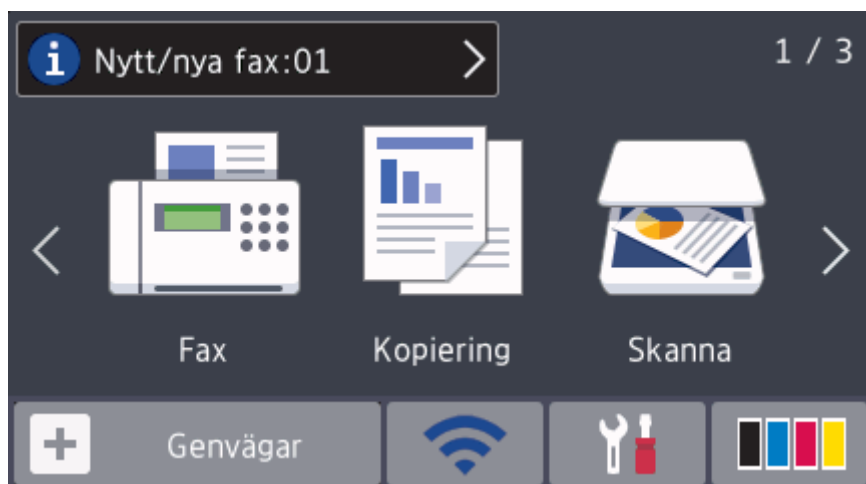 Nytt/nya fax:01
1 / 3
Fax
Kopiering
Skanna
Genvägar